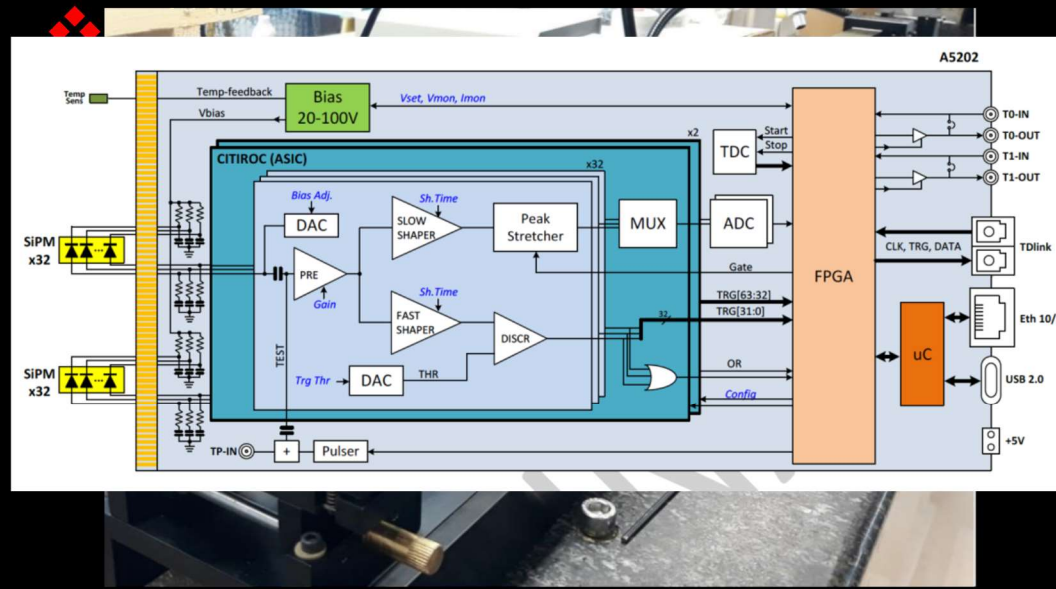 A5202
Temp
Sens
Temp-feedback
Vbias
Bias
20-100V
Vset, Vmon, Imon
x2
CITIROC (ASIC)
x32
Bias Adj.
DAC
Sh.Time
SLOW
SHAPER
Peak
Stretcher
MUX
ADC
TDC
Start
Stop
FPGA
T0-IN
T0-OUT
T1-IN
T1-OUT
TDlink
CLK, TRG, DATA
SiPM
x32
PRE
Gain
Gate
Sh.Time
FAST
SHAPER
DISCR
32
TRG[63:32]
TRG[31:0]
TEST
Trg Thr
DAC
THR
OR
Config
uC
Eth 10/
USB 2.0
+5V
SiPM
x32
TP-IN
+
Pulser